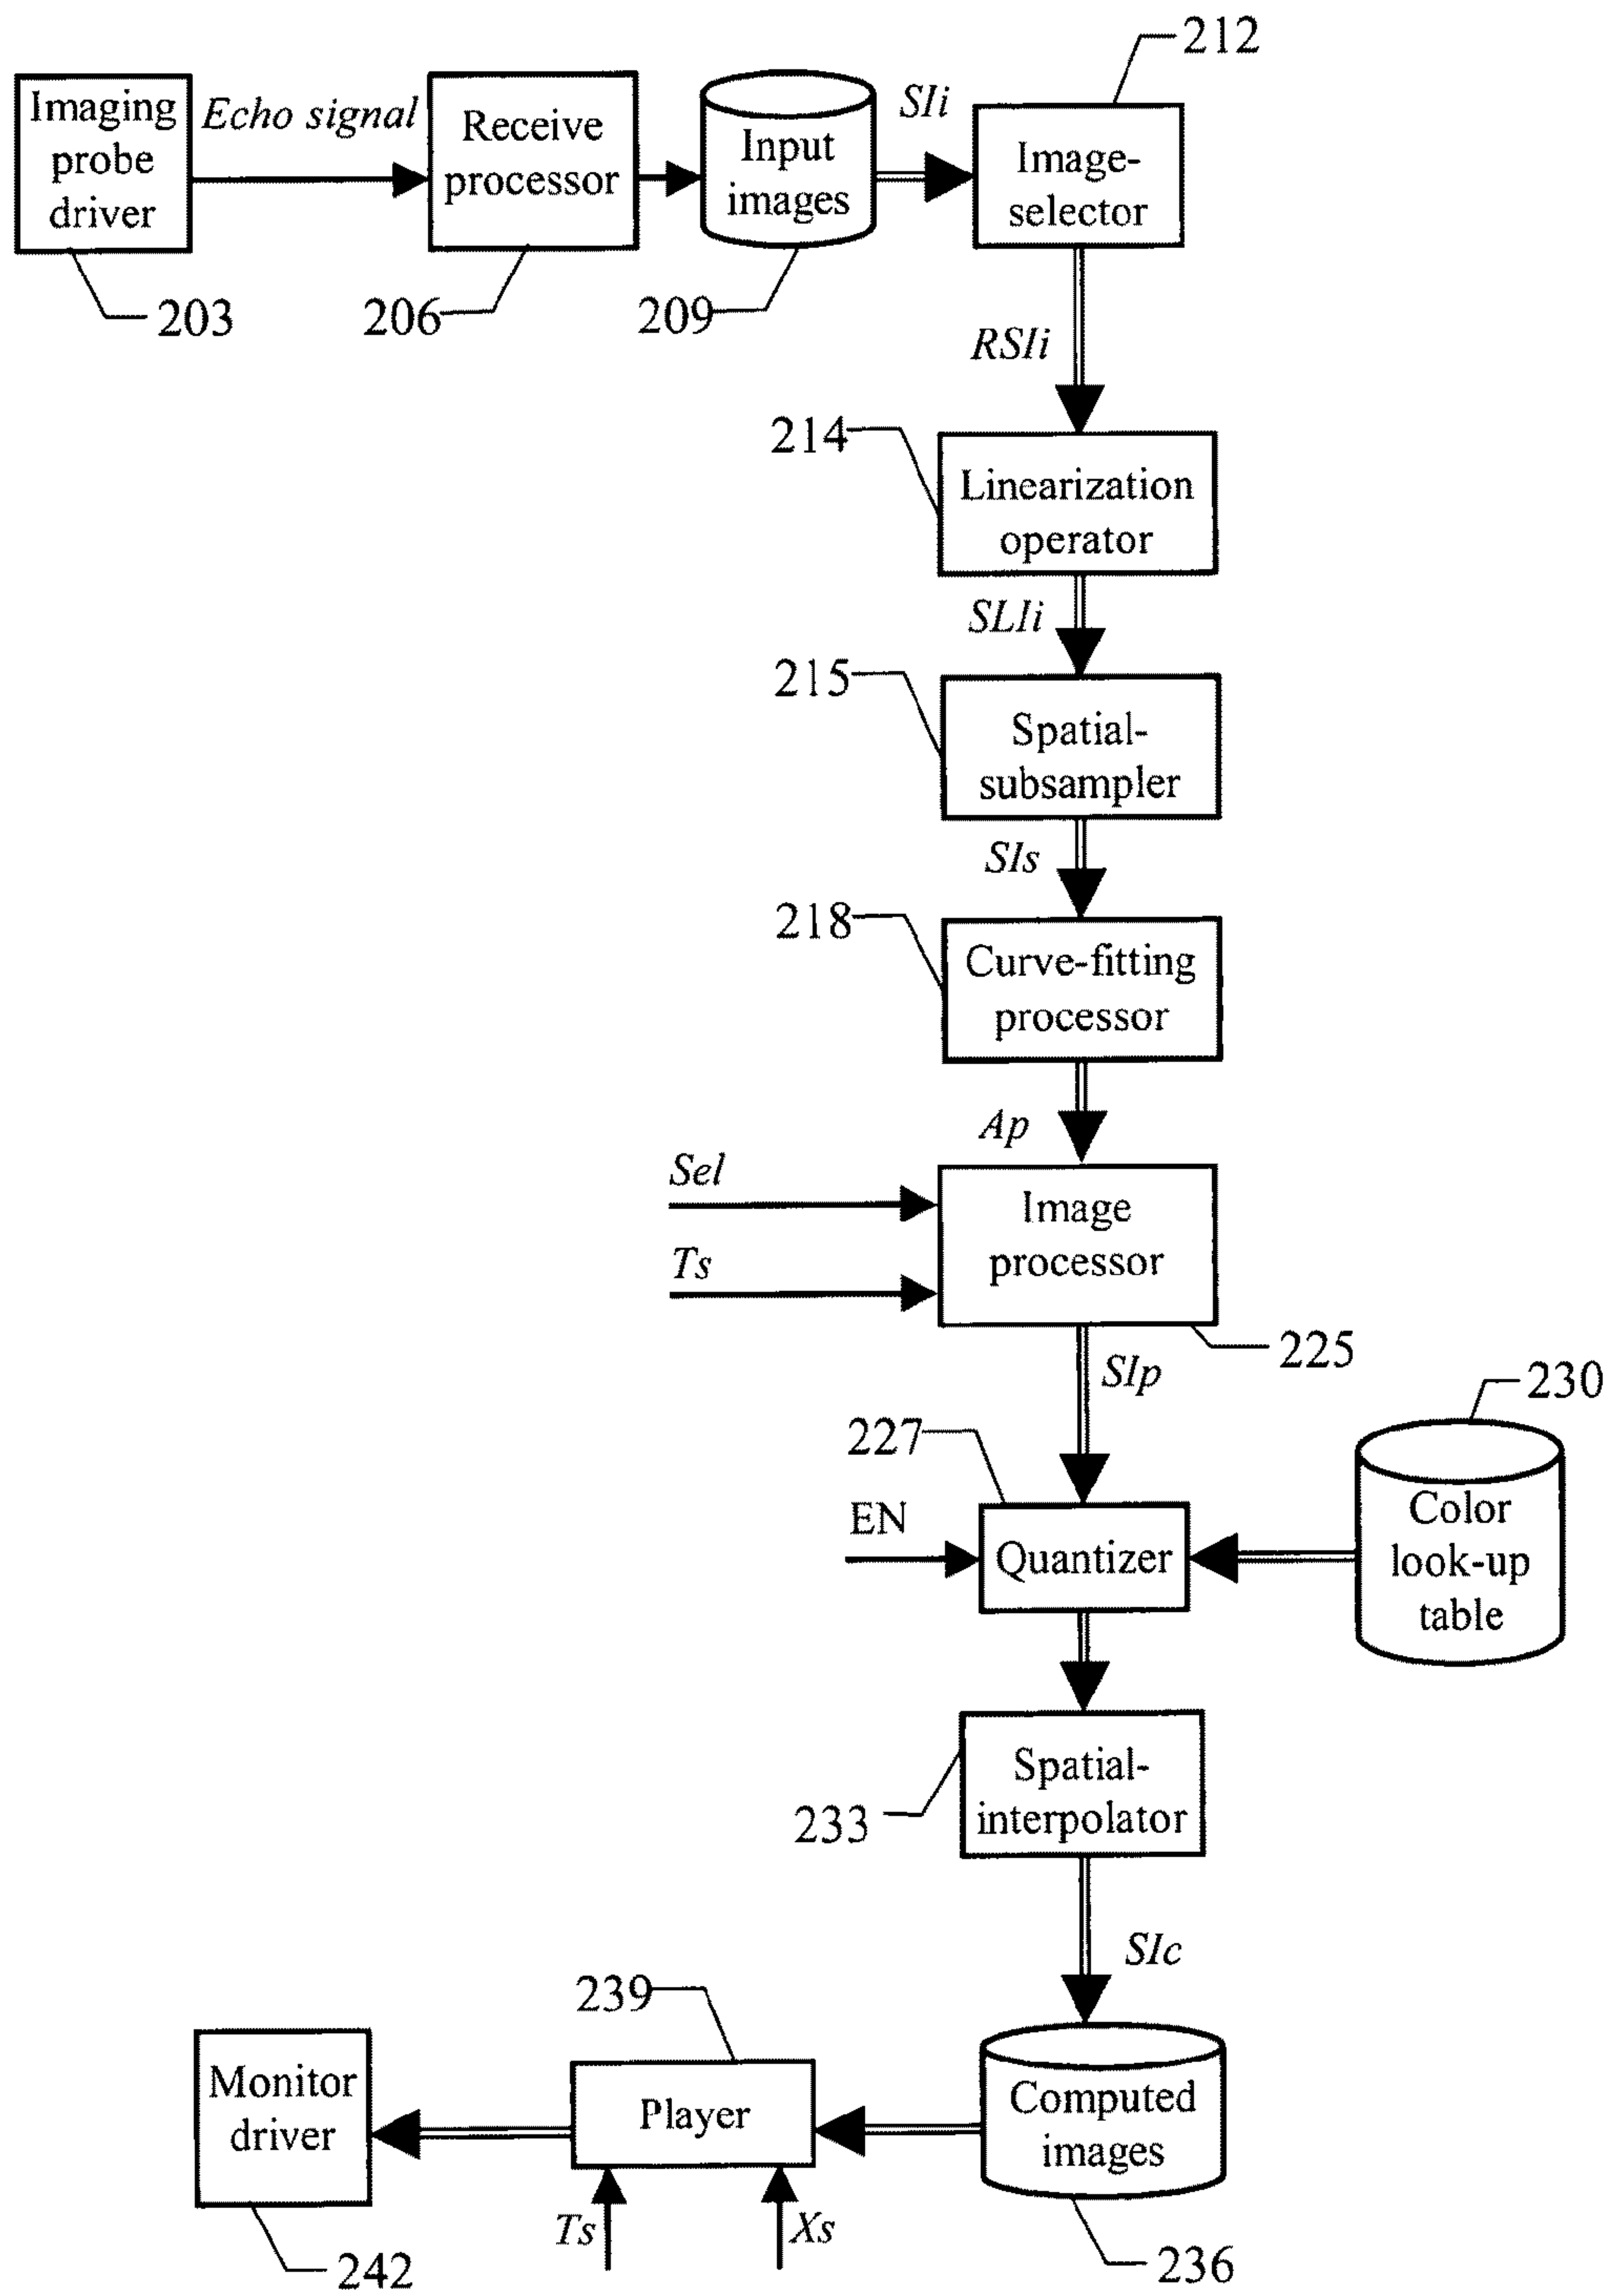 212
Imaging
probe
driver
Echo signal
Receive
processor
Input
images
SIi
Image-
selector
203
206
209
RSIi
214
Linearization
operator
SLIi
215
Spatial-
subsampler
SIs
218
Curve-fitting
processor
Ap
Sel
Ts
Image
processor
225
SIp
230
227
EN
Quantizer
Color
look-up
table
Spatial-
interpolator
233
SIc
239
Monitor
driver
Player
Computed
images
Ts
Xs
242
236